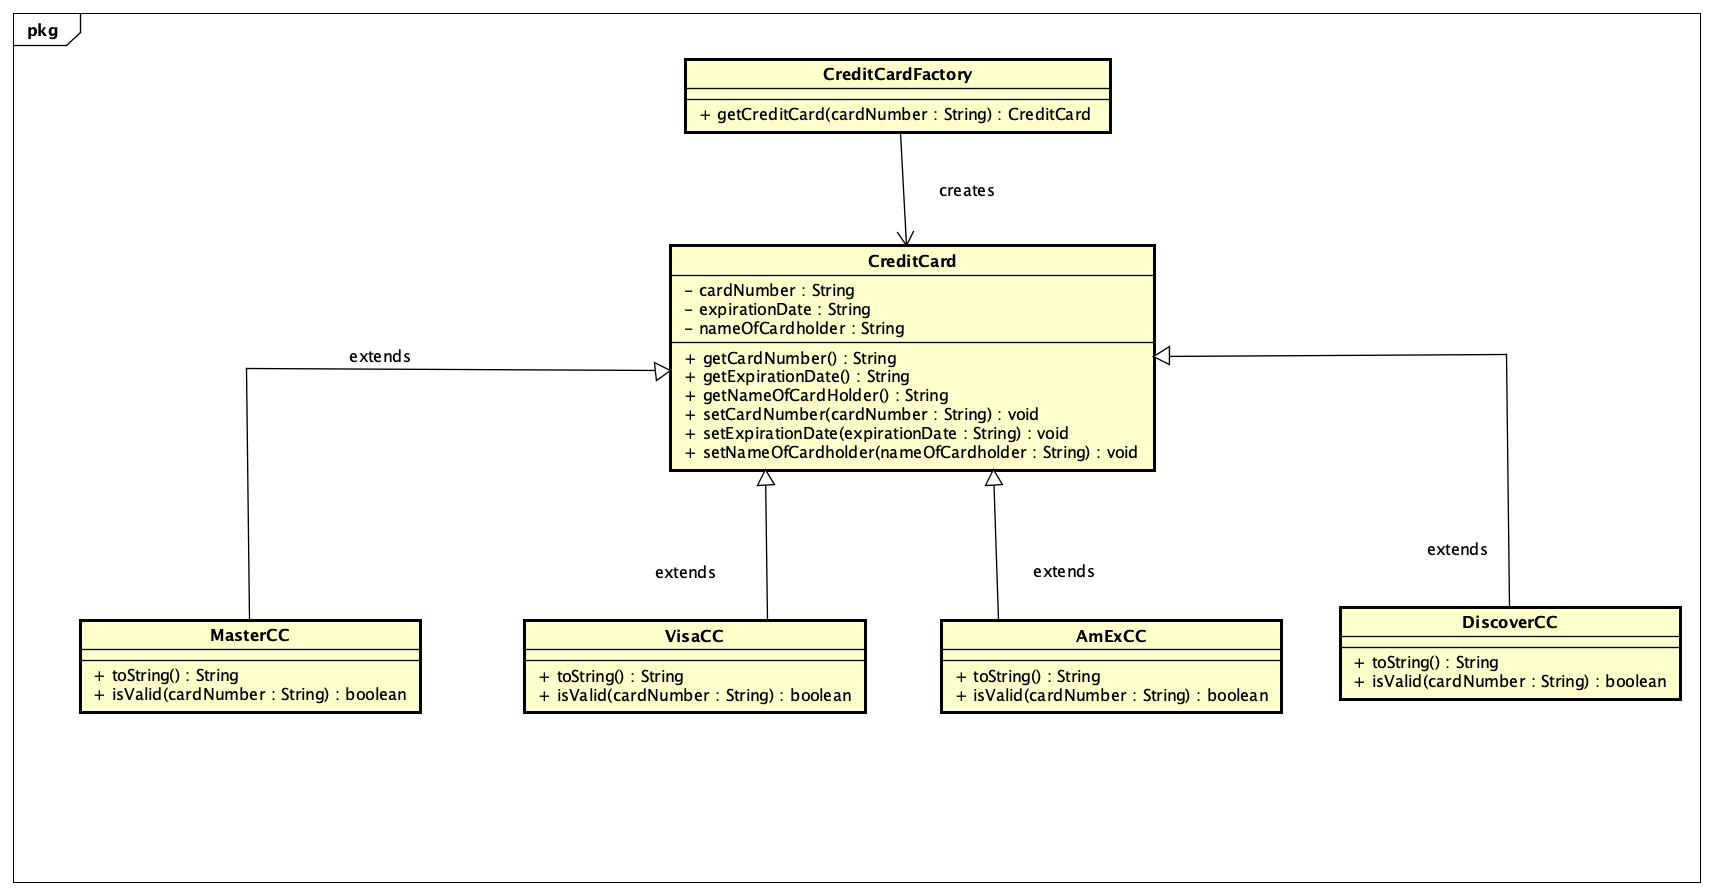 pkg
CreditCardFactory
+ getCreditCard(cardNumber : String) : CreditCard
creates
CreditCard
– cardNumber : String
– expirationDate : String
– nameOfCardholder : String
+ getCardNumber() : String
+ getExpirationDate() : String
+ getNameOfCardHolder() : String
+ setCardNumber(cardNumber : String) : void
+ setExpirationDate(expirationDate : String) : void
+ setNameOfCardholder(nameOfCardholder : String) : void
extends
extends
extends
extends
MasterCC
+ toString() : String
+ isValid(cardNumber : String) : boolean
VisaCC
+ toString() : String
+ isValid(cardNumber : String) : boolean
AmExCC
+ toString() : String
+ isValid(cardNumber : String) : boolean
DiscoverCC
+ toString() : String
+ isValid(cardNumber : String) : boolean